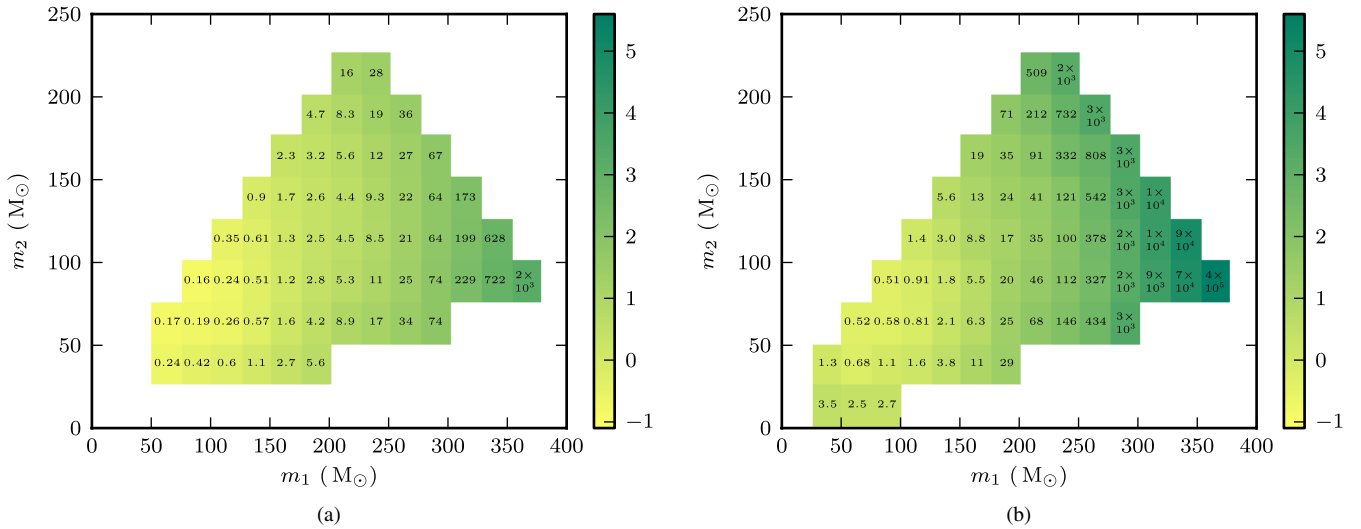 250
200
150
100
50
0
m₂ ( M⊙ )
16 28
4.7 8.3 19 36
2.3 3.2 5.6 12 27 67
0.9 1.7 2.6 4.4 9.3 22 64 173
0.35 0.61 1.3 2.5 4.5 8.5 21 64 199 628
0.16 0.24 0.51 1.2 2.8 5.3 11 25 74 229 722 2× 10³
0.17 0.19 0.26 0.57 1.6 4.2 8.9 17 34 74
0.24 0.42 0.6 1.1 2.7 5.6
0 50 100 150 200 250 300 350 400
m₁ ( M⊙ )
5
4
3
2
1
0
−1
(a)
250
200
150
100
50
0
m₂ ( M⊙ )
509 2× 10³
71 212 732 3× 10³
19 35 91 332 808 3× 10³
5.6 13 24 41 121 542 3× 10³ 1× 10⁴
1.4 3.0 8.8 17 35 100 378 2× 10³ 1× 10⁴ 9× 10⁴
0.51 0.91 1.8 5.5 20 46 112 327 2× 10³ 9× 10³ 7× 10⁴ 4× 10⁵
0.52 0.58 0.81 2.1 6.3 25 68 146 434 3× 10³
1.3 0.68 1.1 1.6 3.8 11 29
3.5 2.5 2.7
0 50 100 150 200 250 300 350 400
m₁ ( M⊙ )
5
4
3
2
1
0
−1
(b)